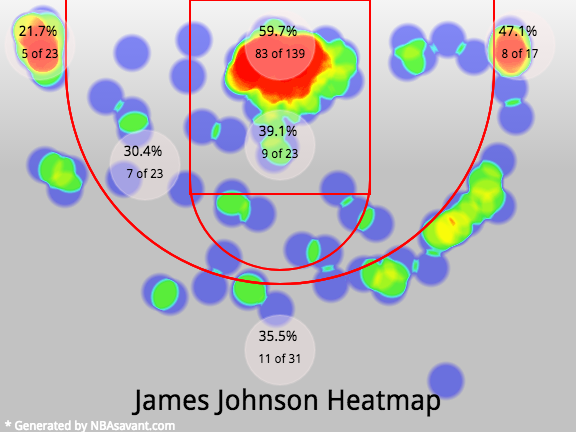 21.7%
5 of 23
59.7%
83 of 139
47.1%
8 of 17
39.1%
9 of 23
30.4%
7 of 23
35.5%
11 of 31
James Johnson Heatmap
* Generated by NBAsavant.com